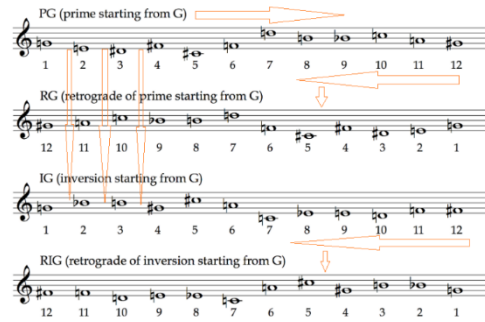 PG (prime starting from G)
1 2 3 4 5 6 7 8 9 10 11 12
RG (retrograde of prime starting from G)
12 11 10 9 8 7 6 5 4 3 2 1
IG (inversion starting from G)
1 2 3 4 5 6 7 8 9 10 11 12
RIG (retrograde of inversion starting from G)
12 11 10 9 8 7 6 5 4 3 2 1